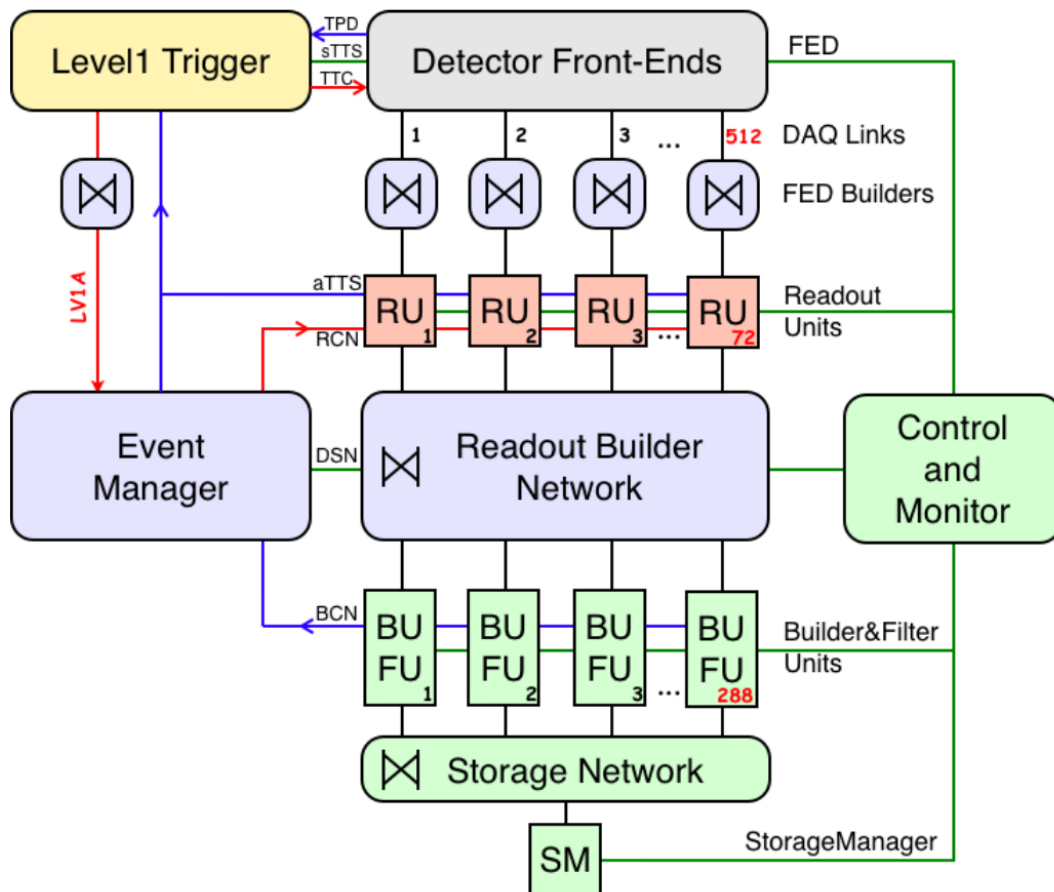 TPD
Level1 Trigger
sTTS
Detector Front-Ends
FED
TTC
1
2
3
...
512
DAQ Links
FED Builders
LV1A
aTTS
RU
1
RU
2
RU
3
...
RU
72
Readout
Units
RCN
Event
Manager
DSN
Readout Builder
Network
Control
and
Monitor
BCN
BU
FU
1
BU
FU
2
BU
FU
3
...
BU
FU
288
Builder&Filter
Units
Storage Network
SM
StorageManager